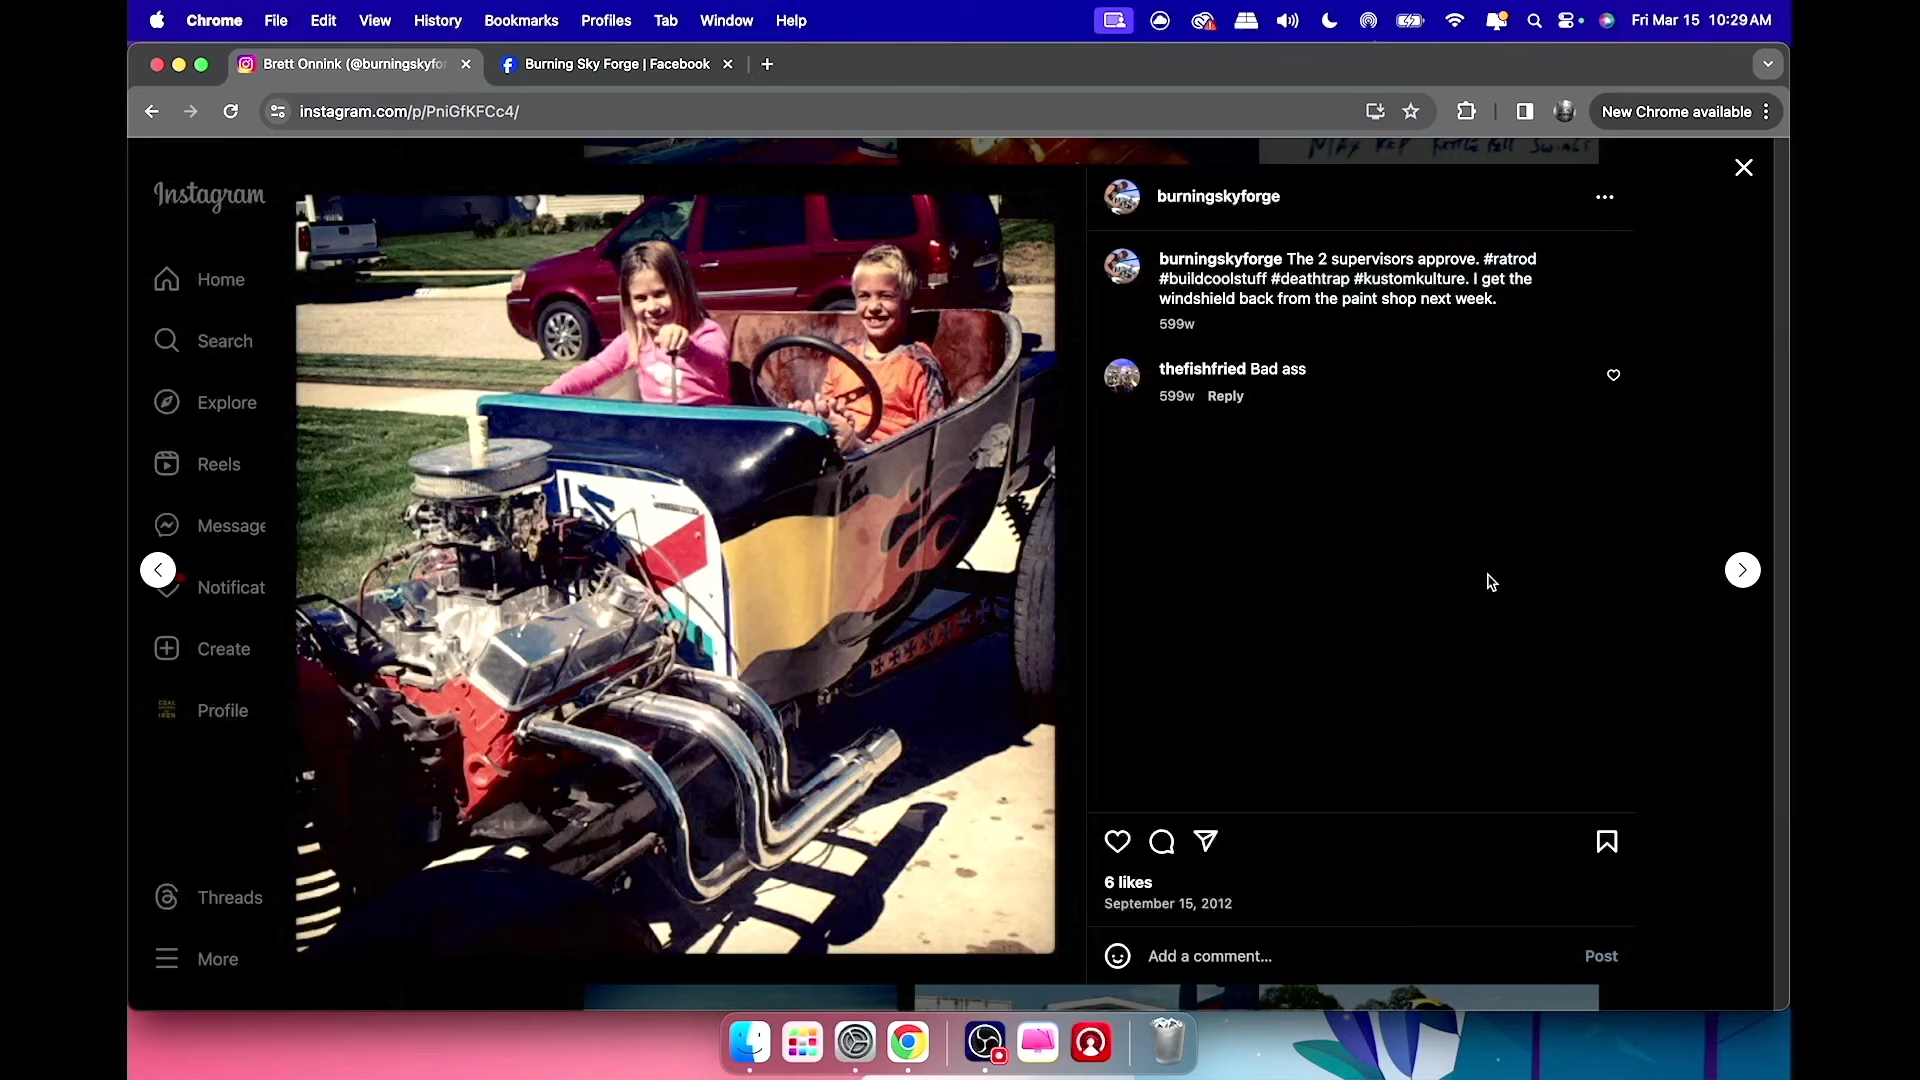 Chrome File Edit View History Bookmarks Profiles Tab Window Help Fri Mar 15 10:29 AM
Brett Onnink (@burningskyfor Burning Sky Forge | Facebook
instagram.com/p/PniGfKFCc4/ New Chrome available
Instagram
burningskyforge
burningskyforge The 2 supervisors approve. #ratrod
#buildcoolstuff #deathtrap #kustomkulture. I get the
windshield back from the paint shop next week.
599w
thefishfried Bad ass
599w Reply
Home
Search
Explore
Reels
Message
Notificat
Create
Profile
Threads
More
6 likes
September 15, 2012
Add a comment... Post